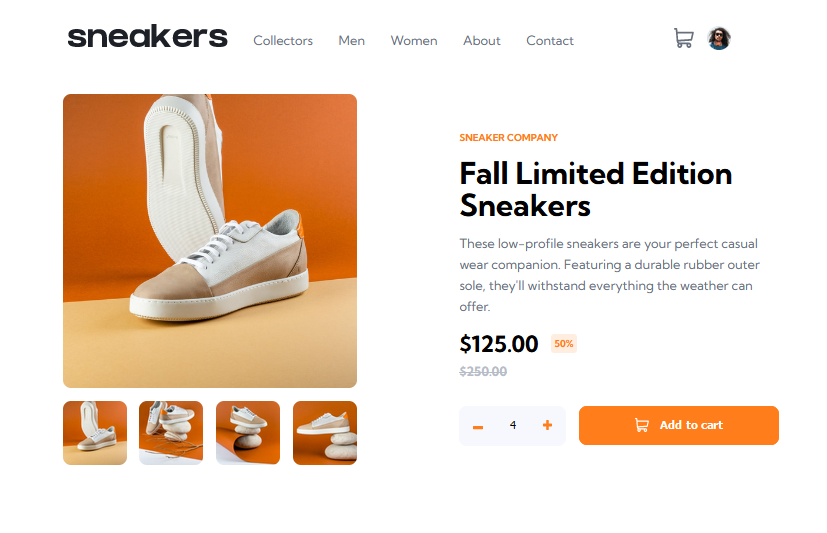 sneakers
Collectors
Men
Women
About
Contact
SNEAKER COMPANY
Fall Limited Edition
Sneakers
These low-profile sneakers are your perfect casual
wear companion. Featuring a durable rubber outer
sole, they'll withstand everything the weather can
offer.
$125.00
50%
$250.00
4
Add to cart